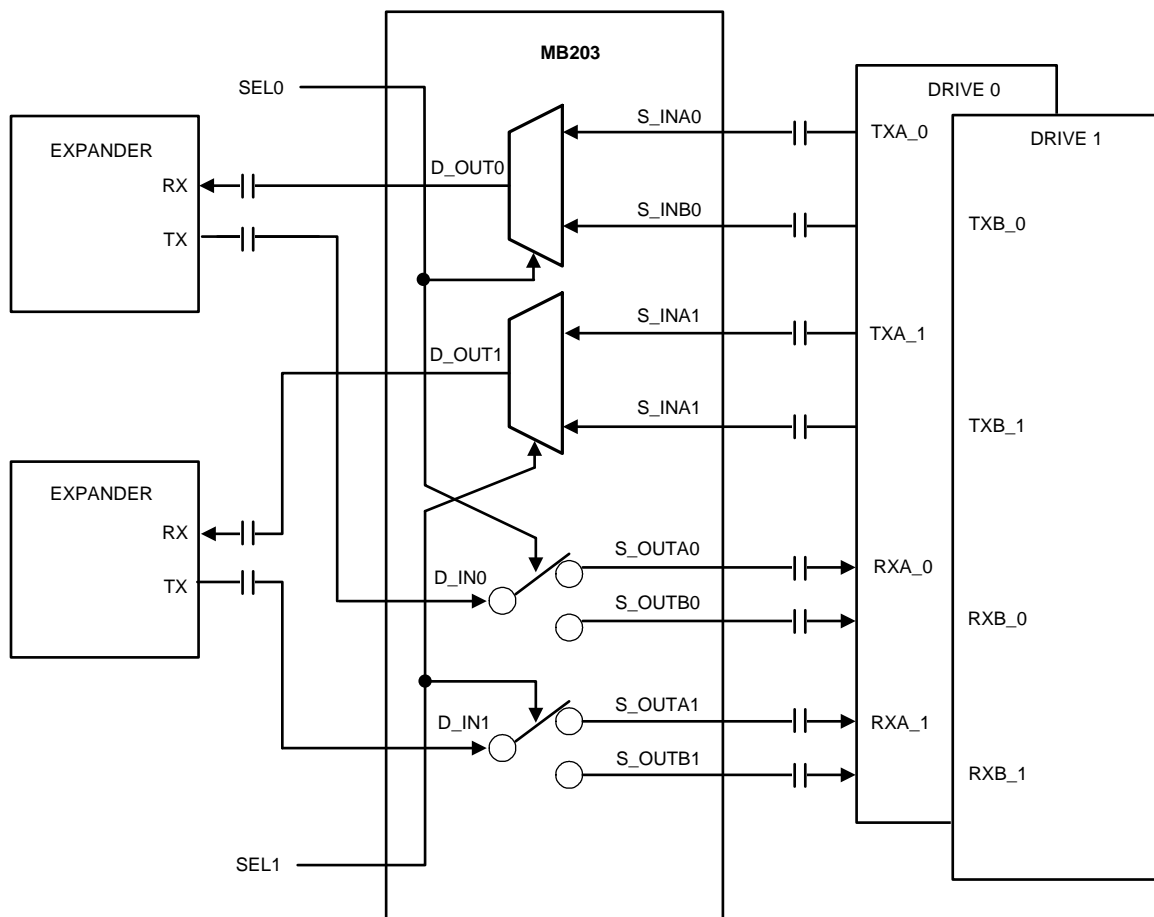 MB203
SEL0
DRIVE 0
DRIVE 1
EXPANDER
RX
TX
D_OUT0
S_INA0
TXA_0
S_INB0
TXB_0
D_OUT1
S_INA1
TXA_1
S_INA1
TXB_1
EXPANDER
RX
TX
D_IN0
S_OUTA0
RXA_0
S_OUTB0
RXB_0
D_IN1
S_OUTA1
RXA_1
S_OUTB1
RXB_1
SEL1